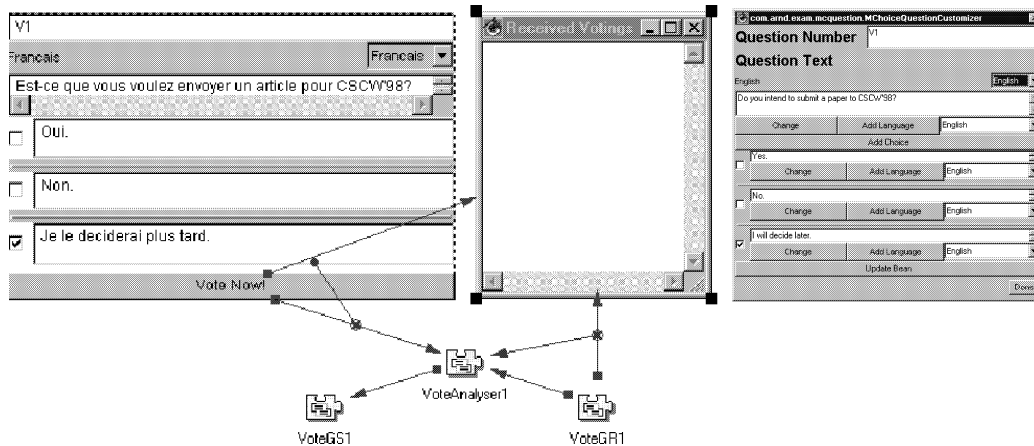 V1
Francais
Francais
Est-ce que vous voulez envoyer un article pour CSCW'98?
Oui.
Non.
Je le deciderai plus tard.
Vote Now!
Received Votings
com.arnd.exam.mcquestion.MChoiceQuestionCustomizer
Question Number
V1
Question Text
English
English
Do you intend to submit a paper to CSCW'98?
Change
Add Language
English
Add Choice
Yes.
Change
Add Language
English
No.
Change
Add Language
English
I will decide later.
Change
Add Language
English
Update Bean
Done
VoteAnalyser1
VoteGS1
VoteGR1